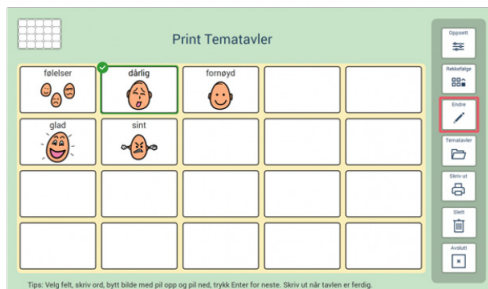 Print Tematavler
følelser
dårlig
fornøyd
glad
sint
Oppsett
Rekkefølge
Endre
Tematavler
Skriv ut
Slett
Avslutt
Tips: Velg felt, skriv ord, bytt bilde med pil opp og pil ned, trykk Enter for neste. Skriv ut når tavlen er ferdig.